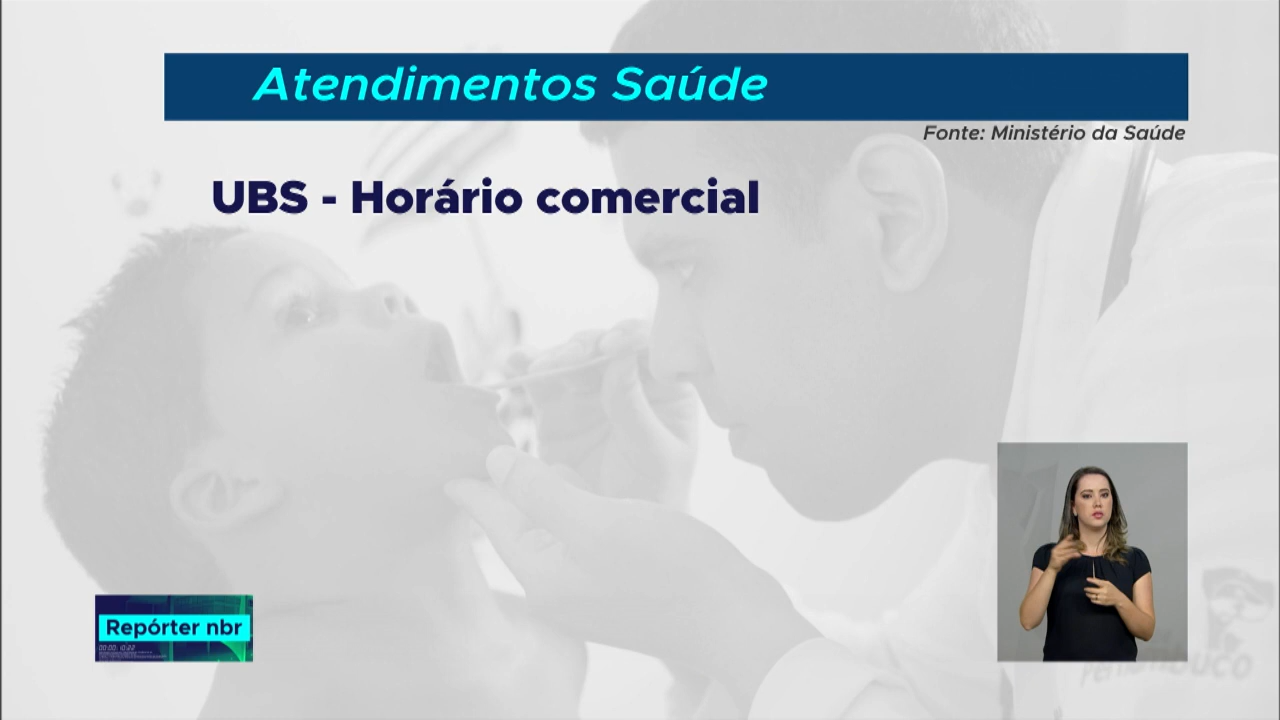 Atendimentos Saúde
Fonte: Ministério da Saúde
UBS - Horário comercial
Repórter nbr